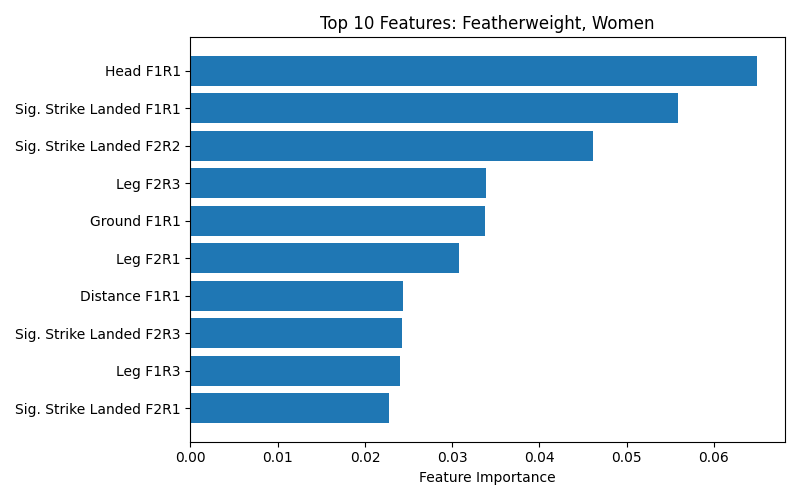 Top 10 Features: Featherweight, Women
Head F1R1
Sig. Strike Landed F1R1
Sig. Strike Landed F2R2
Leg F2R3
Ground F1R1
Leg F2R1
Distance F1R1
Sig. Strike Landed F2R3
Leg F1R3
Sig. Strike Landed F2R1
0.00 0.01 0.02 0.03 0.04 0.05 0.06
Feature Importance